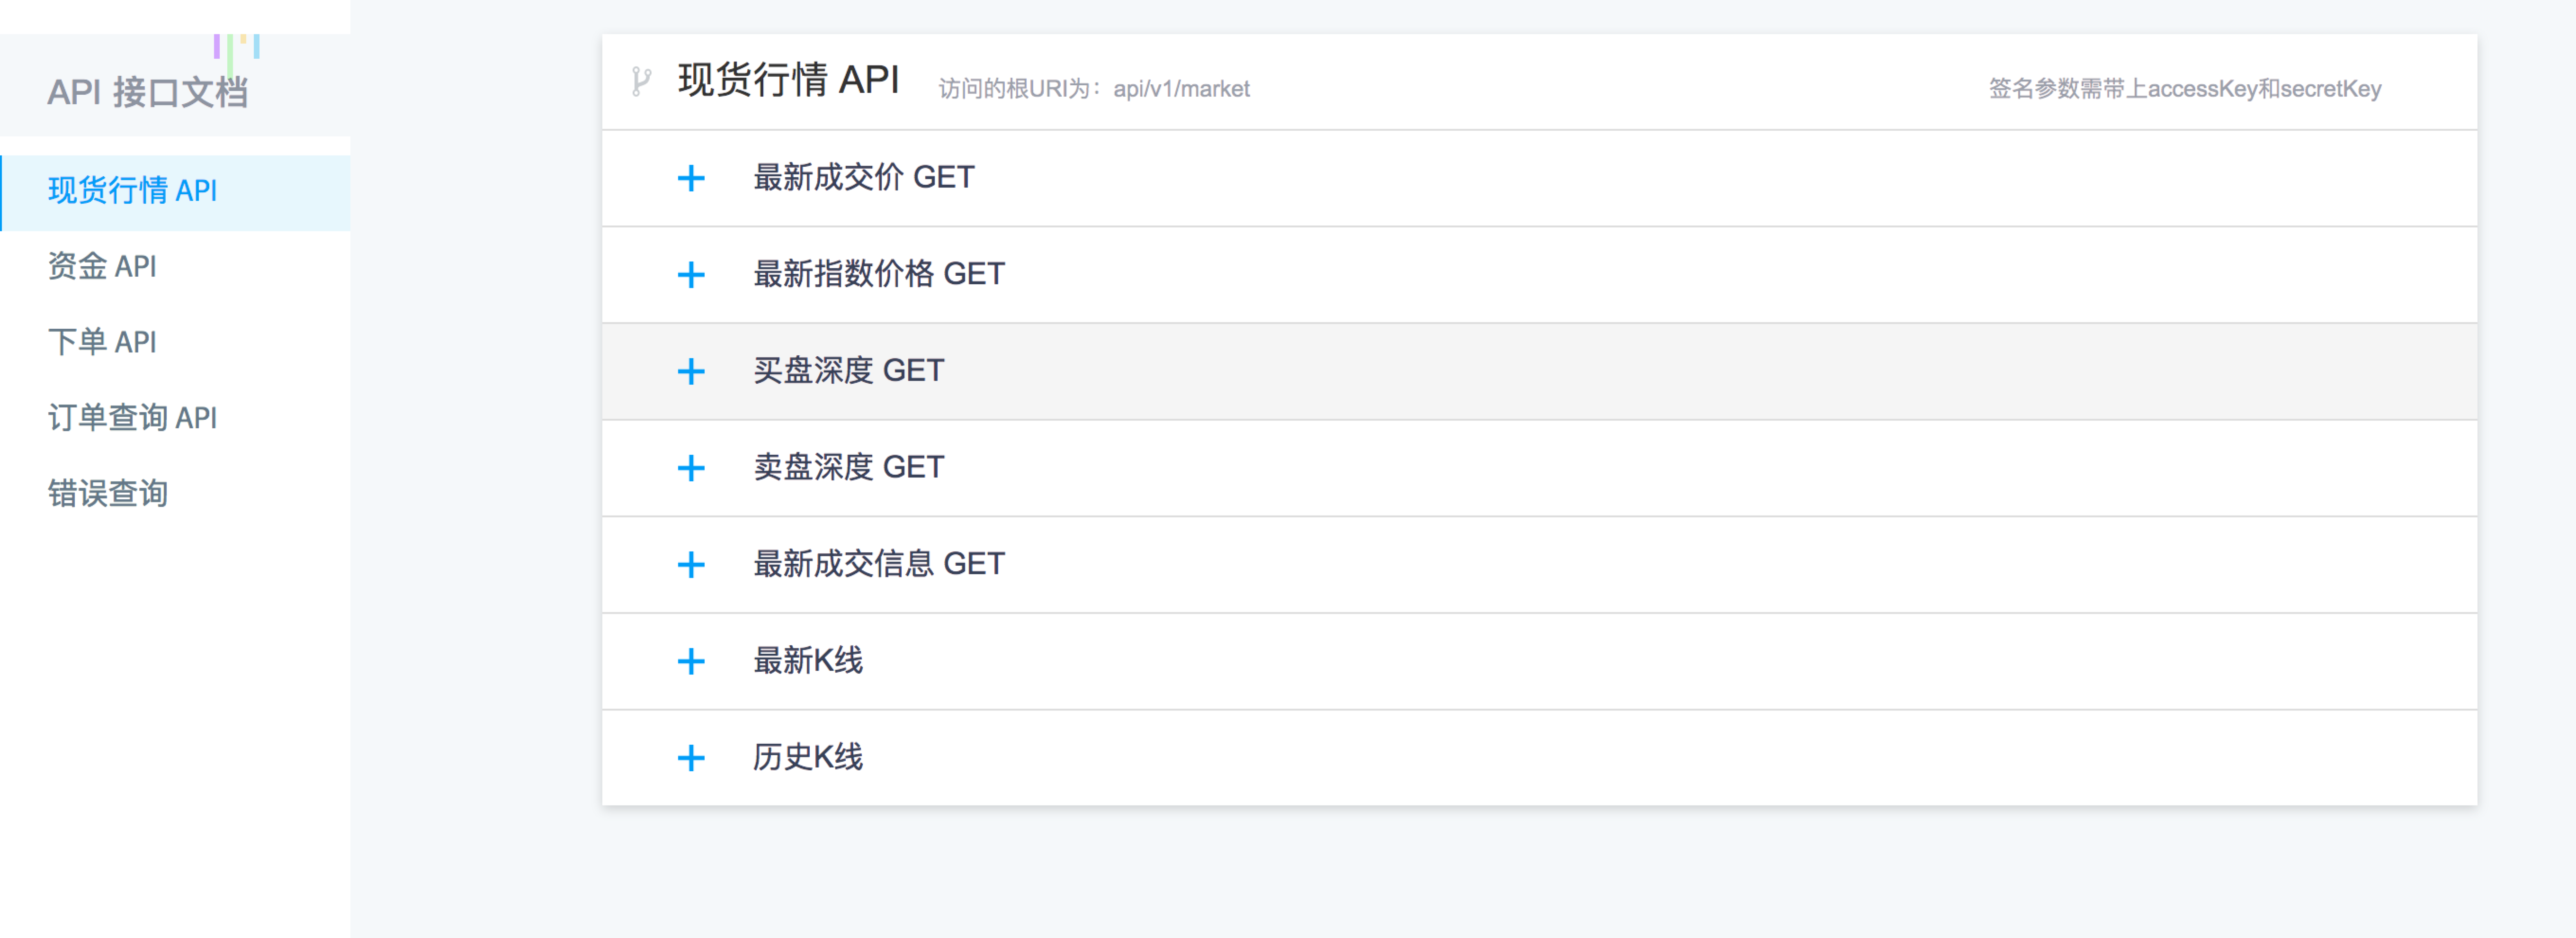 API 接口文档
现货行情 API
资金 API
下单 API
订单查询 API
错误查询
现货行情 API 访问的根URI为：api/v1/market 签名参数需带上accessKey和secretKey
最新成交价 GET
最新指数价格 GET
买盘深度 GET
卖盘深度 GET
最新成交信息 GET
最新K线
历史K线